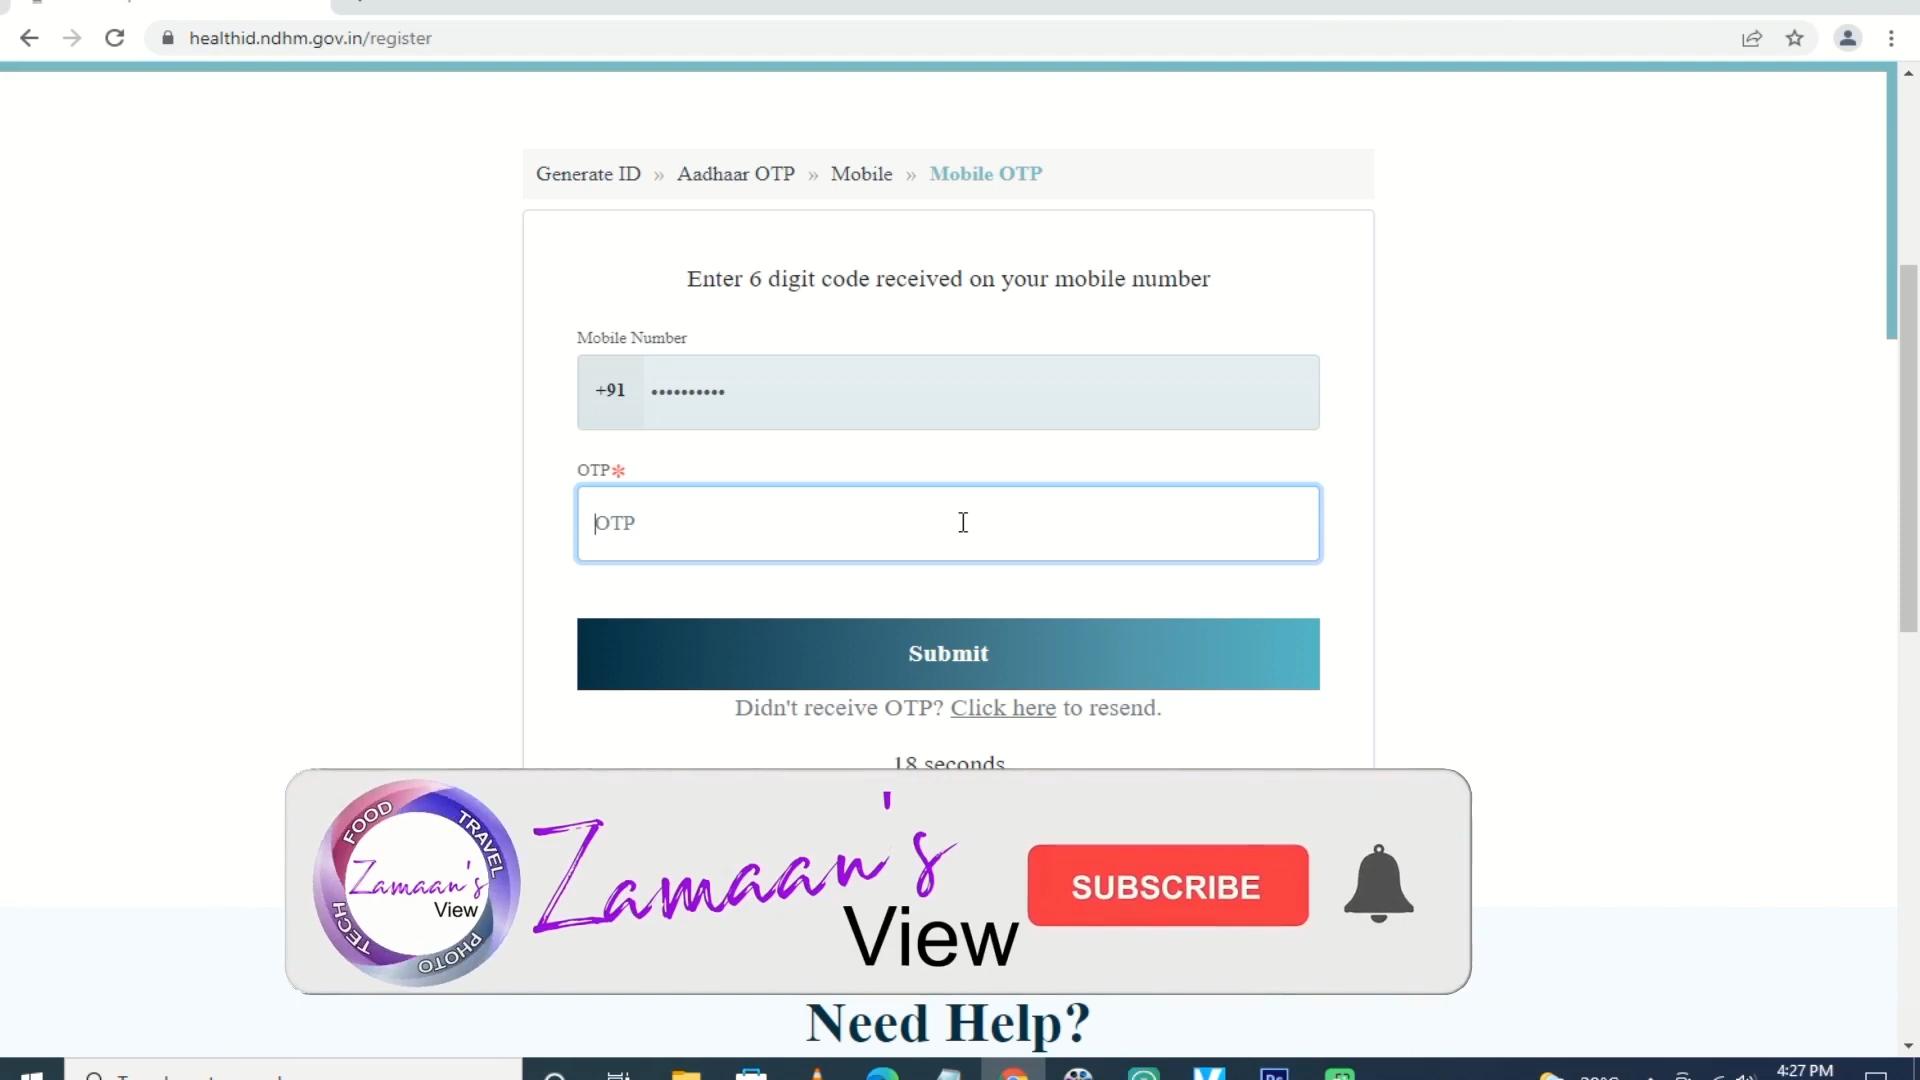 healthid.ndhm.gov.in/register
Generate ID » Aadhaar OTP » Mobile » Mobile OTP
Enter 6 digit code received on your mobile number
Mobile Number
+91 ••••••••••
OTP*
OTP
Submit
Didn't receive OTP? Click here to resend.
18 seconds
FOOD
TRAVEL
TECH
PHOTO
Zamaan's
View
Zamaan's
View
SUBSCRIBE
Need Help?
4:27 PM